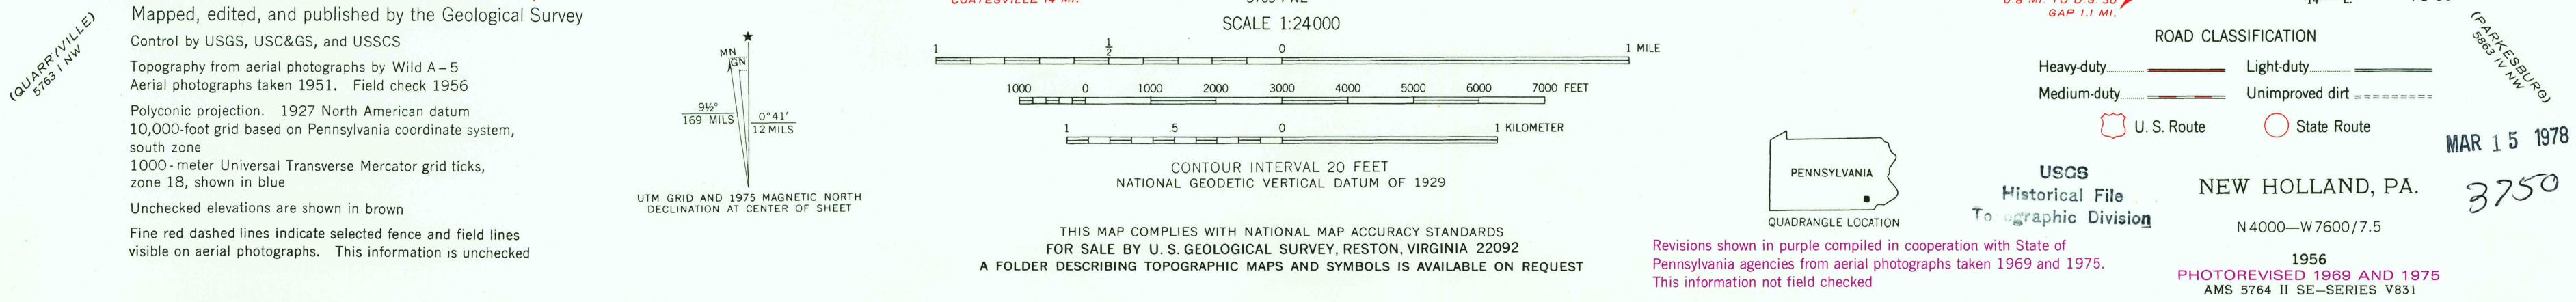 (QUARRYVILLE)
5763 I NW
Mapped, edited, and published by the Geological Survey
Control by USGS, USC&GS, and USSCS
Topography from aerial photographs by Wild A-5
Aerial photographs taken 1951. Field check 1956
Polyconic projection. 1927 North American datum
10,000-foot grid based on Pennsylvania coordinate system,
south zone
1000-meter Universal Transverse Mercator grid ticks,
zone 18, shown in blue
Unchecked elevations are shown in brown
Fine red dashed lines indicate selected fence and field lines
visible on aerial photographs. This information is unchecked
MN
GN
9½°
169 MILS
0°41'
12 MILS
UTM GRID AND 1975 MAGNETIC NORTH
DECLINATION AT CENTER OF SHEET
COATESVILLE 14 MI.
SCALE 1:24000
1 ½ 0 1 MILE
1000 0 1000 2000 3000 4000 5000 6000 7000 FEET
1 .5 0 1 KILOMETER
CONTOUR INTERVAL 20 FEET
NATIONAL GEODETIC VERTICAL DATUM OF 1929
THIS MAP COMPLIES WITH NATIONAL MAP ACCURACY STANDARDS
FOR SALE BY U. S. GEOLOGICAL SURVEY, RESTON, VIRGINIA 22092
A FOLDER DESCRIBING TOPOGRAPHIC MAPS AND SYMBOLS IS AVAILABLE ON REQUEST
PENNSYLVANIA
QUADRANGLE LOCATION
Revisions shown in purple compiled in cooperation with State of
Pennsylvania agencies from aerial photographs taken 1969 and 1975.
This information not field checked
0.8 MI. TO U.S. 30
GAP 1.1 MI.
ROAD CLASSIFICATION
Heavy-duty Light-duty
Medium-duty Unimproved dirt
U. S. Route State Route
(PARKESBURG)
5863 IV NW
USGS
Historical File
Topographic Division
MAR 15 1978
3750
NEW HOLLAND, PA.
N4000—W7600/7.5
1956
PHOTOREVISED 1969 AND 1975
AMS 5764 II SE—SERIES V831